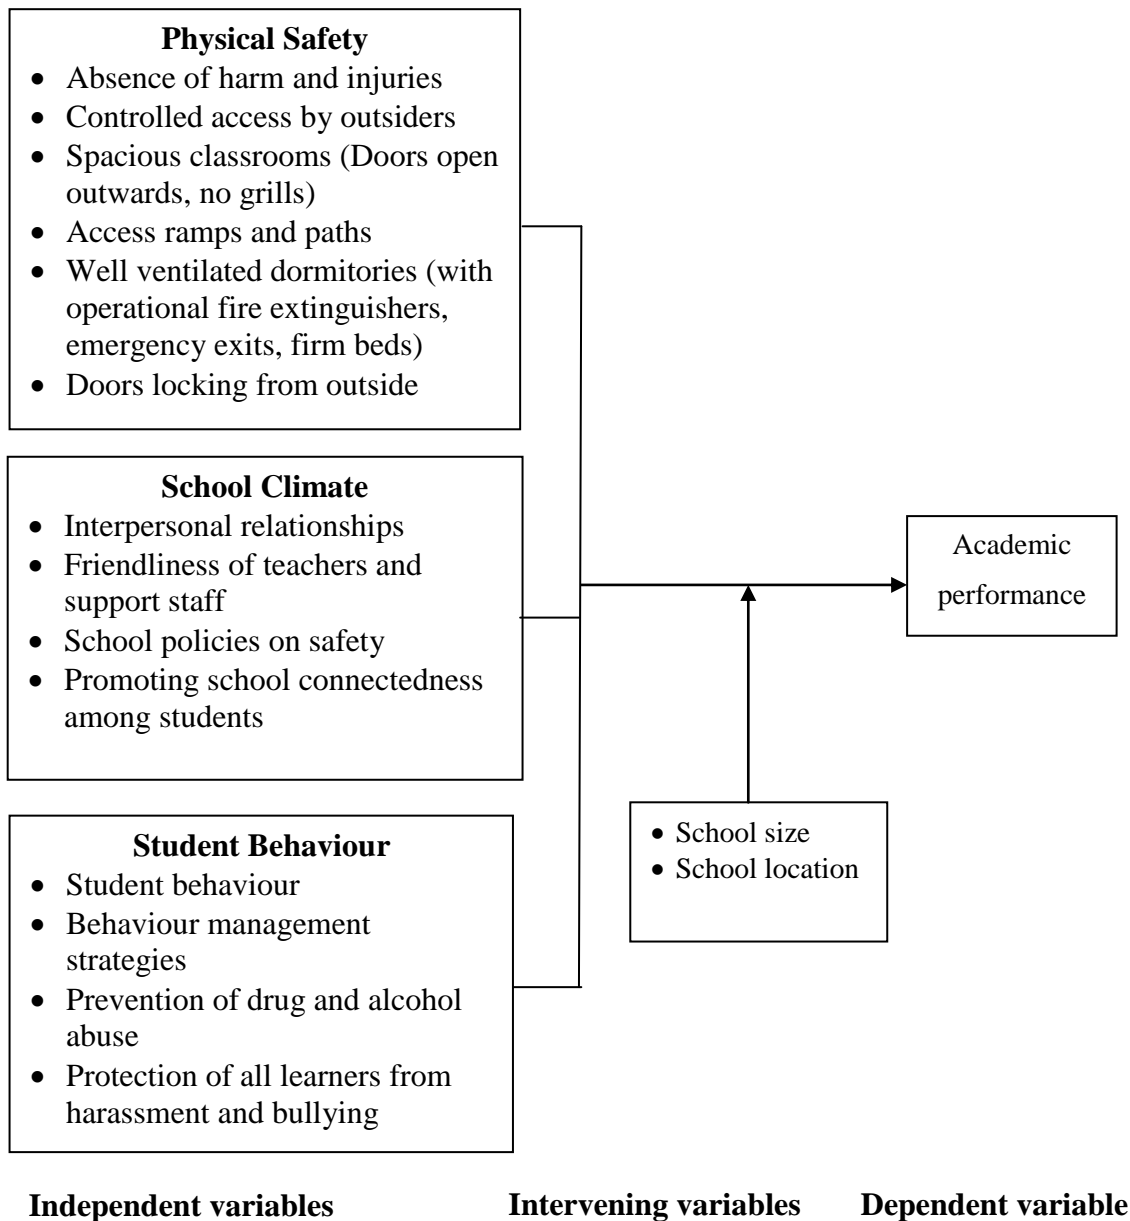 Physical Safety
• Absence of harm and injuries
• Controlled access by outsiders
• Spacious classrooms (Doors open
outwards, no grills)
• Access ramps and paths
• Well ventilated dormitories (with
operational fire extinguishers,
emergency exits, firm beds)
• Doors locking from outside
School Climate
• Interpersonal relationships
• Friendliness of teachers and
support staff
• School policies on safety
• Promoting school connectedness
among students
Student Behaviour
• Student behaviour
• Behaviour management
strategies
• Prevention of drug and alcohol
abuse
• Protection of all learners from
harassment and bullying
• School size
• School location
Academic
performance
Independent variables
Intervening variables
Dependent variable